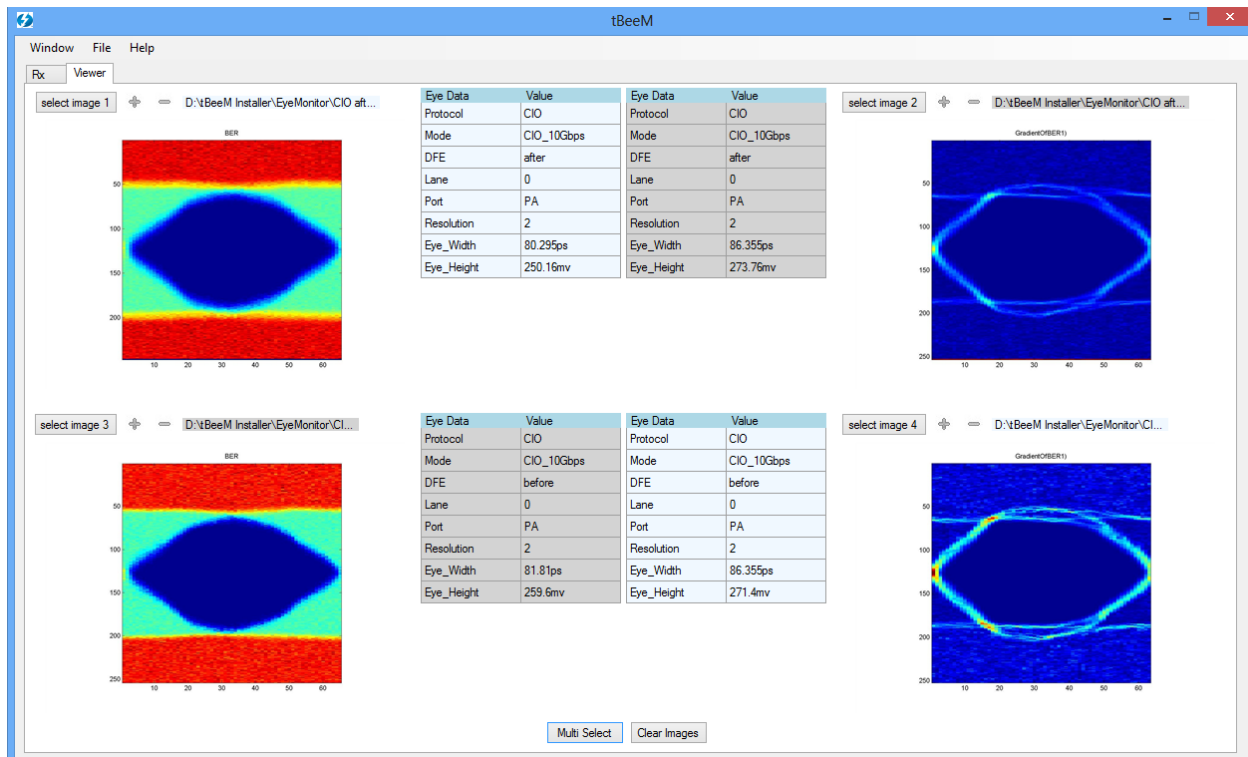 tBeeM
Window File Help
Rx Viewer
select image 1 D:\tBeeM Installer\EyeMonitor\CIO aft...
BER
50
100
150
200
10 20 30 40 50 60
Eye Data Value Eye Data Value
Protocol CIO Protocol CIO
Mode CIO_10Gbps Mode CIO_10Gbps
DFE after DFE after
Lane 0 Lane 0
Port PA Port PA
Resolution 2 Resolution 2
Eye_Width 80.295ps Eye_Width 86.355ps
Eye_Height 250.16mv Eye_Height 273.76mv
select image 2 D:\tBeeM Installer\EyeMonitor\CIO aft...
GradientOfBER1)
50
100
150
200
250
10 20 30 40 50 60
select image 3 D:\tBeeM Installer\EyeMonitor\CI...
BER
50
100
150
200
250
10 20 30 40 50 60
Eye Data Value Eye Data Value
Protocol CIO Protocol CIO
Mode CIO_10Gbps Mode CIO_10Gbps
DFE before DFE before
Lane 0 Lane 0
Port PA Port PA
Resolution 2 Resolution 2
Eye_Width 81.81ps Eye_Width 86.355ps
Eye_Height 259.6mv Eye_Height 271.4mv
select image 4 D:\tBeeM Installer\EyeMonitor\CI...
GradientOfBER1)
50
100
150
200
250
10 20 30 40 50 60
Multi Select Clear Images